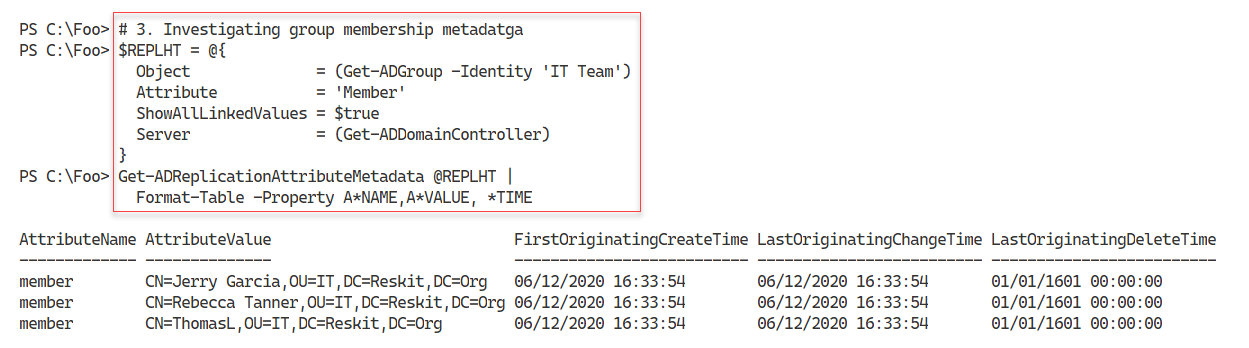 PS C:\Foo> # 3. Investigating group membership metadatga
PS C:\Foo> $REPLHT = @{
  Object            = (Get-ADGroup -Identity 'IT Team')
  Attribute         = 'Member'
  ShowAllLinkedValues = $true
  Server            = (Get-ADDomainController)
}
PS C:\Foo> Get-ADReplicationAttributeMetadata @REPLHT |
  Format-Table -Property A*NAME,A*VALUE, *TIME
AttributeName AttributeValue FirstOriginatingCreateTime LastOriginatingChangeTime LastOriginatingDeleteTime
------------- -------------- -------------------------- ------------------------- -------------------------
member CN=Jerry Garcia,OU=IT,DC=Reskit,DC=Org 06/12/2020 16:33:54 06/12/2020 16:33:54 01/01/1601 00:00:00
member CN=Rebecca Tanner,OU=IT,DC=Reskit,DC=Org 06/12/2020 16:33:54 06/12/2020 16:33:54 01/01/1601 00:00:00
member CN=ThomasL,OU=IT,DC=Reskit,DC=Org 06/12/2020 16:33:54 06/12/2020 16:33:54 01/01/1601 00:00:00